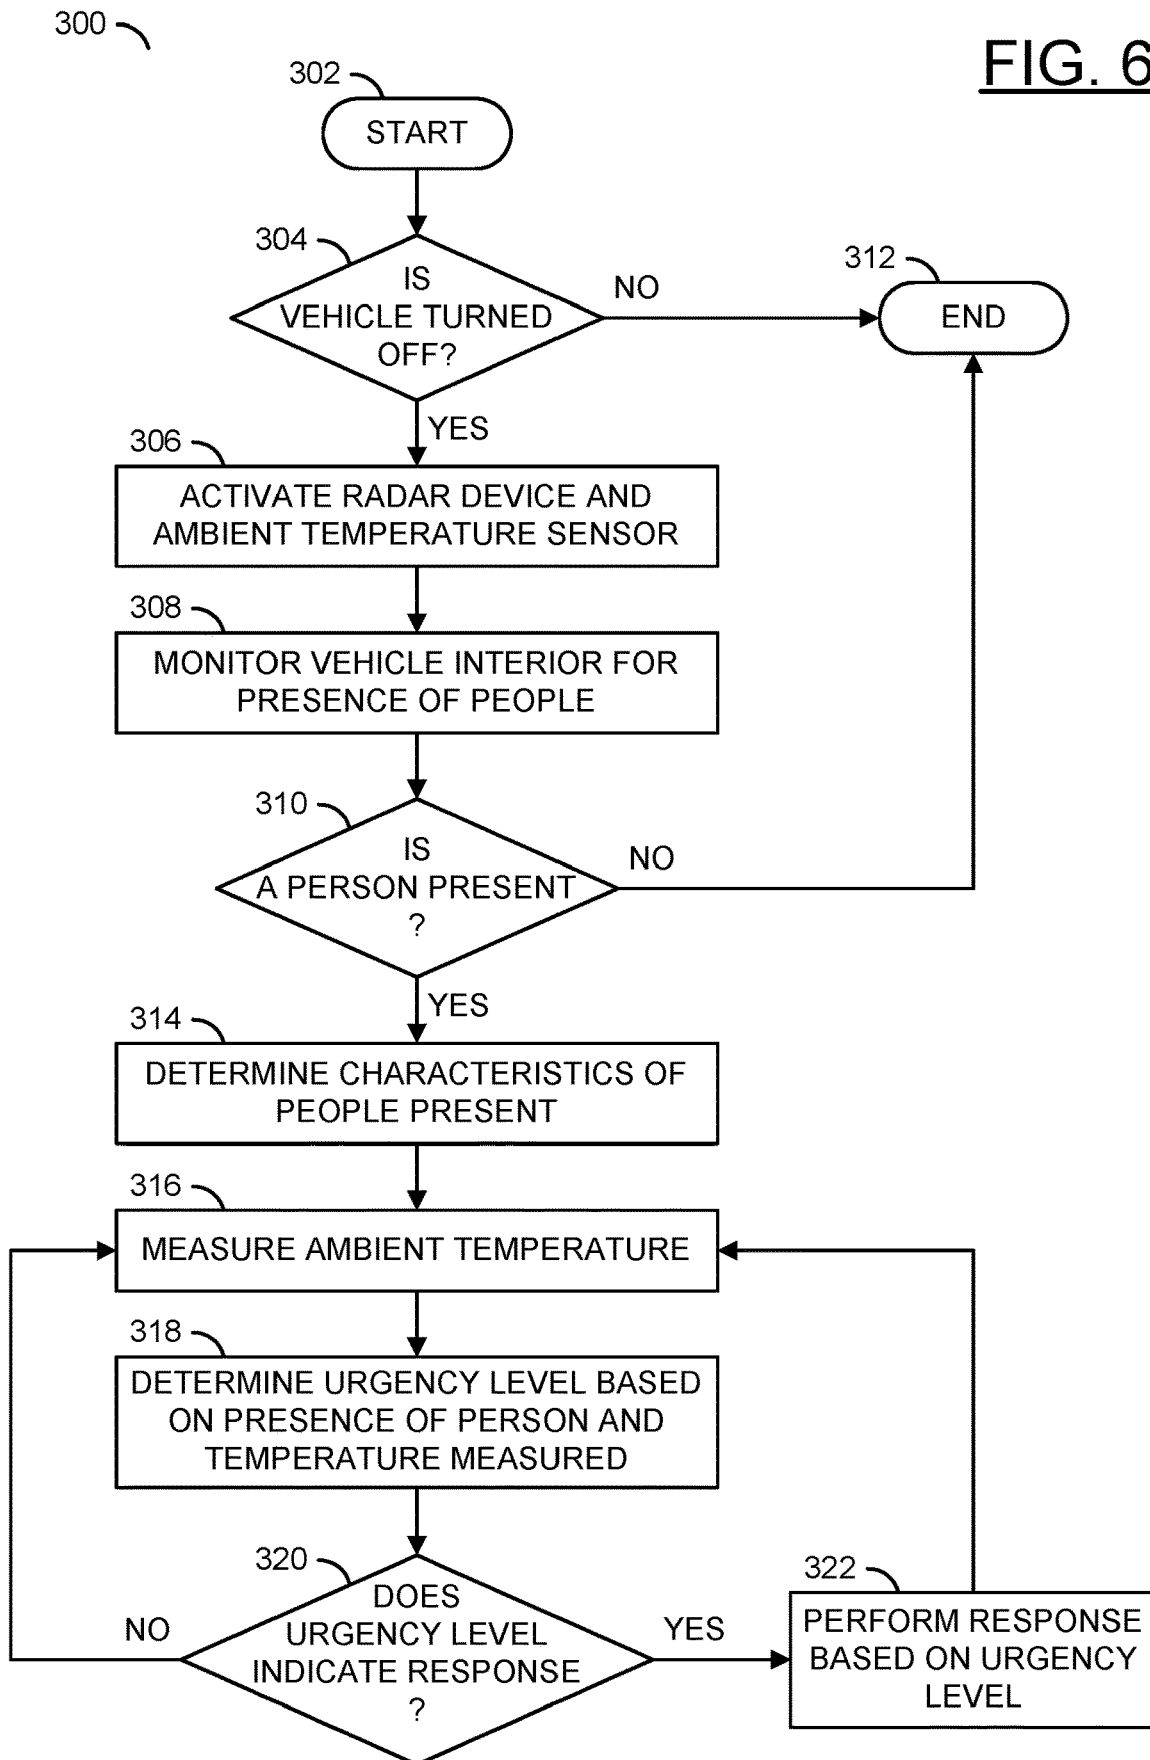 300
FIG. 6
302
START
304
IS
VEHICLE TURNED
OFF?
NO
312
END
YES
306
ACTIVATE RADAR DEVICE AND
AMBIENT TEMPERATURE SENSOR
308
MONITOR VEHICLE INTERIOR FOR
PRESENCE OF PEOPLE
310
IS
A PERSON PRESENT
?
NO
YES
314
DETERMINE CHARACTERISTICS OF
PEOPLE PRESENT
316
MEASURE AMBIENT TEMPERATURE
318
DETERMINE URGENCY LEVEL BASED
ON PRESENCE OF PERSON AND
TEMPERATURE MEASURED
320
DOES
URGENCY LEVEL
INDICATE RESPONSE
?
NO
YES
322
PERFORM RESPONSE
BASED ON URGENCY
LEVEL